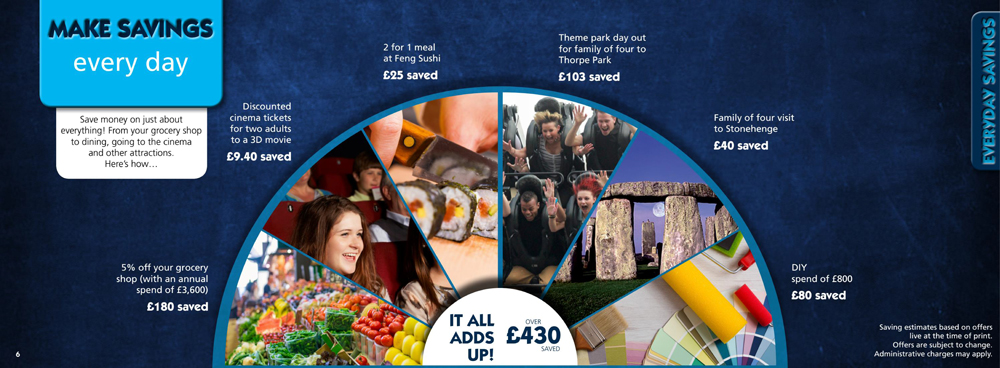 MAKE SAVINGS
every day
Save money on just about
everything! From your grocery shop
to dining, going to the cinema
and other attractions.
Here's how…
5% off your grocery
shop (with an annual
spend of £3,600)
£180 saved
Discounted
cinema tickets
for two adults
to a 3D movie
£9.40 saved
2 for 1 meal
at Feng Sushi
£25 saved
Theme park day out
for family of four to
Thorpe Park
£103 saved
Family of four visit
to Stonehenge
£40 saved
DIY
spend of £800
£80 saved
IT ALL
ADDS
UP!
OVER
£430
SAVED
Saving estimates based on offers
live at the time of print.
Offers are subject to change.
Administrative charges may apply.
6
EVERYDAY SAVINGS